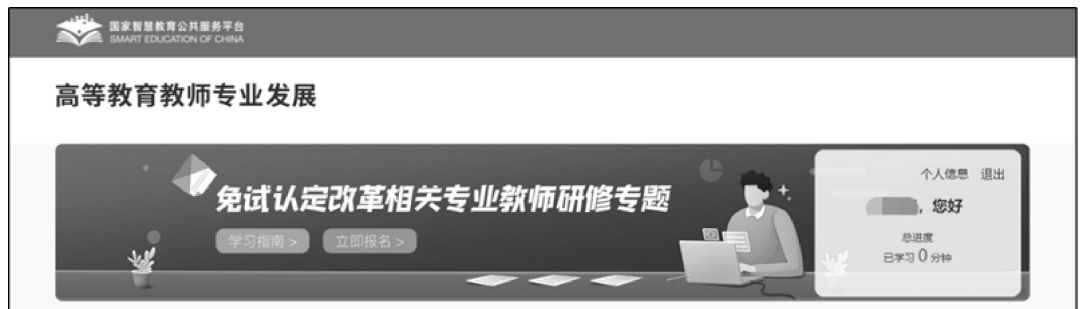 国家智慧教育公共服务平台
SMART EDUCATION OF CHINA
高等教育教师专业发展
免试认定改革相关专业教师研修专题
学习指南 >
立即报名 >
个人信息 退出
，您好
总进度
已学习 0 分钟